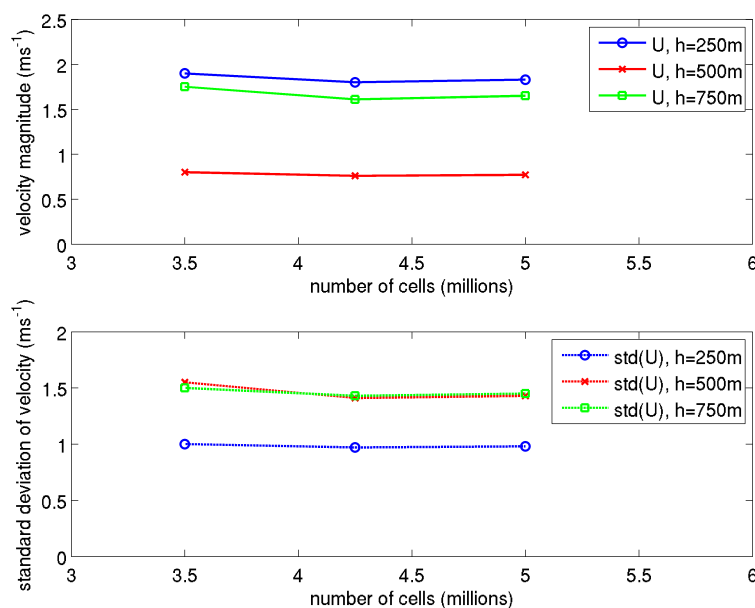 2.5
2
1.5
1
0.5
0
velocity magnitude (ms⁻¹)
U, h=250m
U, h=500m
U, h=750m
3 3.5 4 4.5 5 5.5 6
number of cells (millions)
2
1.5
1
0.5
0
standard deviation of velocity (ms⁻¹)
std(U), h=250m
std(U), h=500m
std(U), h=750m
3 3.5 4 4.5 5 5.5 6
number of cells (millions)